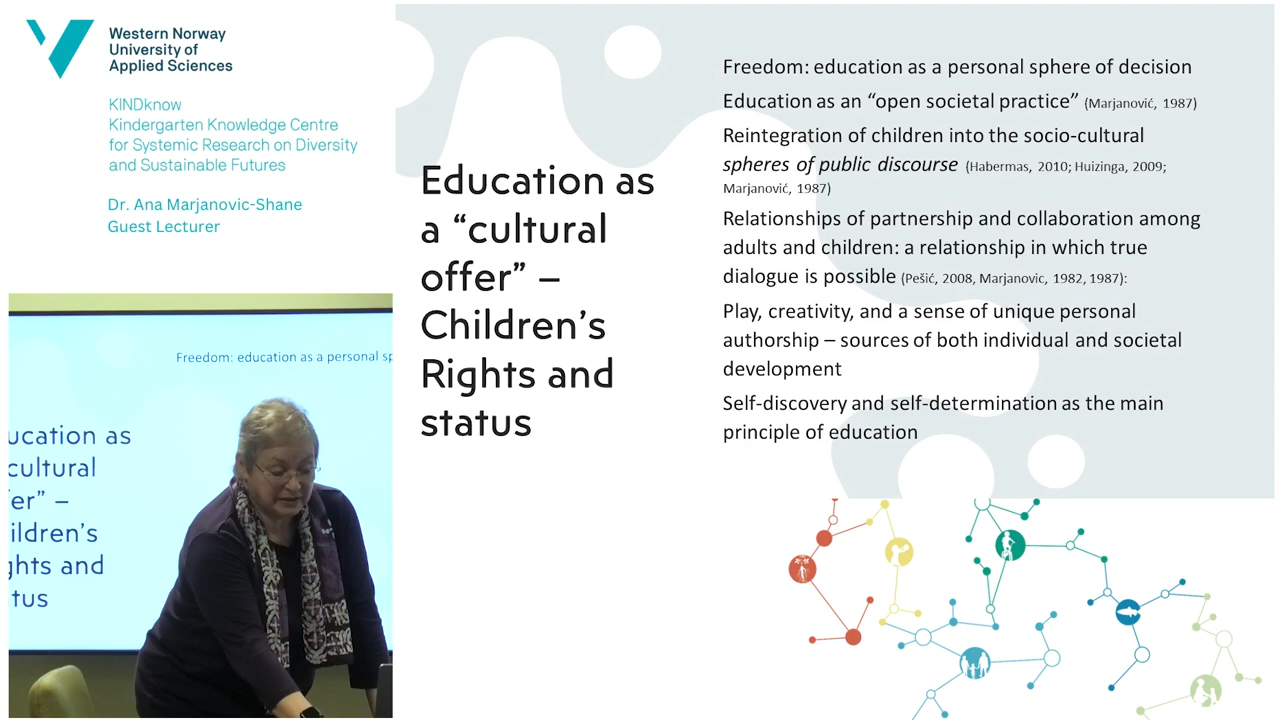 Western Norway
University of
Applied Sciences
KINDknow
Kindergarten Knowledge Centre
for Systemic Research on Diversity
and Sustainable Futures
Dr. Ana Marjanovic-Shane
Guest Lecturer
Education as
a “cultural
offer” –
Children’s
Rights and
status
Freedom: education as a personal sphere of decision
Education as an “open societal practice” (Marjanović, 1987)
Reintegration of children into the socio-cultural
spheres of public discourse (Habermas, 2010; Huizinga, 2009;
Marjanović, 1987)
Relationships of partnership and collaboration among
adults and children: a relationship in which true
dialogue is possible (Pešić, 2008, Marjanovic, 1982, 1987):
Play, creativity, and a sense of unique personal
authorship – sources of both individual and societal
development
Self-discovery and self-determination as the main
principle of education
Freedom: education as a personal sp
ucation as
cultural
er” –
ildren’s
ghts and
tus